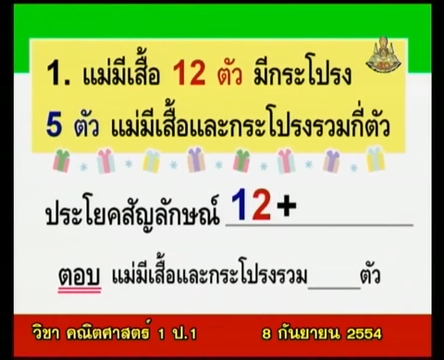 1. แม่มีเสื้อ 12 ตัว มีกระโปรง
5 ตัว แม่มีเสื้อและกระโปรงรวมกี่ตัว
ประโยคสัญลักษณ์ 12+
ตอบ แม่มีเสื้อและกระโปรงรวม____ตัว
วิชา คณิตศาสตร์ 1 ป.1 8 กันยายน 2554